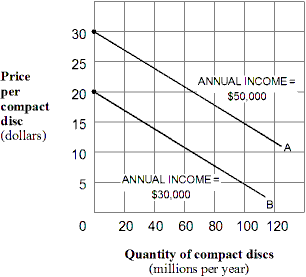 Price
per
compact
disc
(dollars)
30
25
20
15
10
5
0
20
40
60
80
100
120
ANNUAL INCOME =
$50,000
A
ANNUAL INCOME =
$30,000
B
Quantity of compact discs
(millions per year)